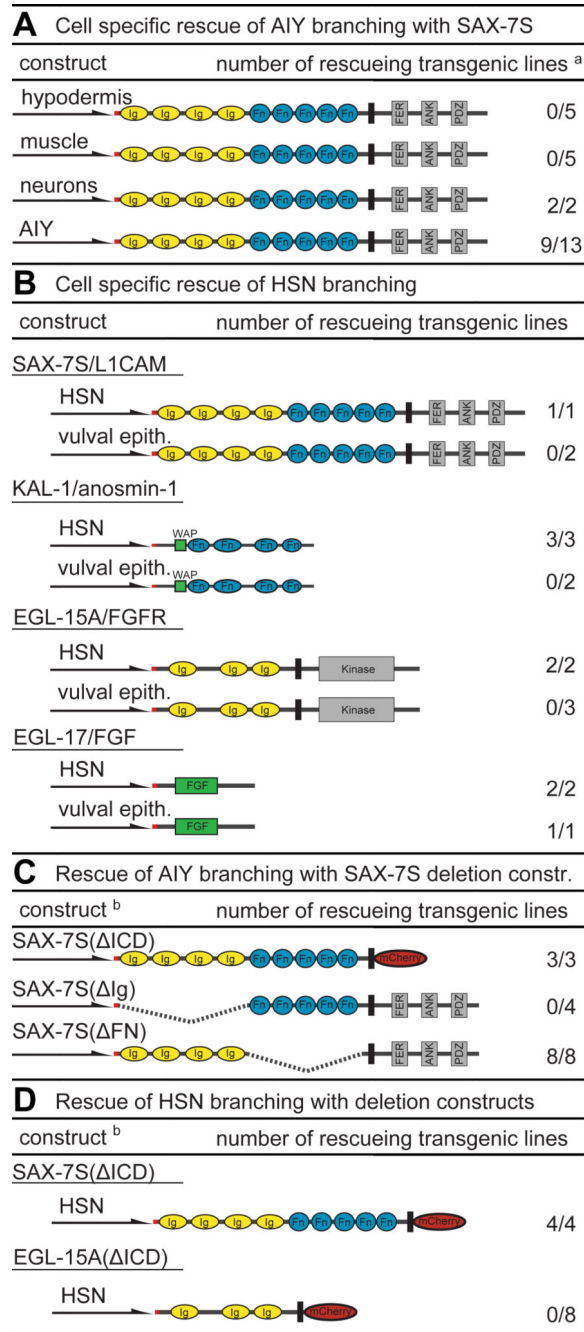 A Cell specific rescue of AIY branching with SAX-7S
construct number of rescueing transgenic lines a
hypodermis
Ig Ig Ig Ig Fn Fn Fn Fn Fn FER ANK PDZ 0/5
muscle
Ig Ig Ig Ig Fn Fn Fn Fn Fn FER ANK PDZ 0/5
neurons
Ig Ig Ig Ig Fn Fn Fn Fn Fn FER ANK PDZ 2/2
AIY
Ig Ig Ig Ig Fn Fn Fn Fn Fn FER ANK PDZ 9/13
B Cell specific rescue of HSN branching
construct number of rescueing transgenic lines
SAX-7S/L1CAM
HSN
Ig Ig Ig Ig Fn Fn Fn Fn Fn FER ANK PDZ 1/1
vulval epith.
Ig Ig Ig Ig Fn Fn Fn Fn Fn FER ANK PDZ 0/2
KAL-1/anosmin-1
HSN
WAP
Fn Fn Fn Fn 3/3
vulval epith.
WAP
Fn Fn Fn Fn 0/2
EGL-15A/FGFR
HSN
Ig Ig Ig Kinase 2/2
vulval epith.
Ig Ig Ig Kinase 0/3
EGL-17/FGF
HSN
FGF 2/2
vulval epith.
FGF 1/1
C Rescue of AIY branching with SAX-7S deletion constr.
construct b number of rescueing transgenic lines
SAX-7S(ΔICD)
Ig Ig Ig Ig Fn Fn Fn Fn Fn mCherry 3/3
SAX-7S(ΔIg)
Fn Fn Fn Fn Fn FER ANK PDZ 0/4
SAX-7S(ΔFN)
Ig Ig Ig Ig FER ANK PDZ 8/8
D Rescue of HSN branching with deletion constructs
construct b number of rescueing transgenic lines
SAX-7S(ΔICD)
HSN
Ig Ig Ig Ig Fn Fn Fn Fn Fn mCherry 4/4
EGL-15A(ΔICD)
HSN
Ig Ig Ig mCherry 0/8